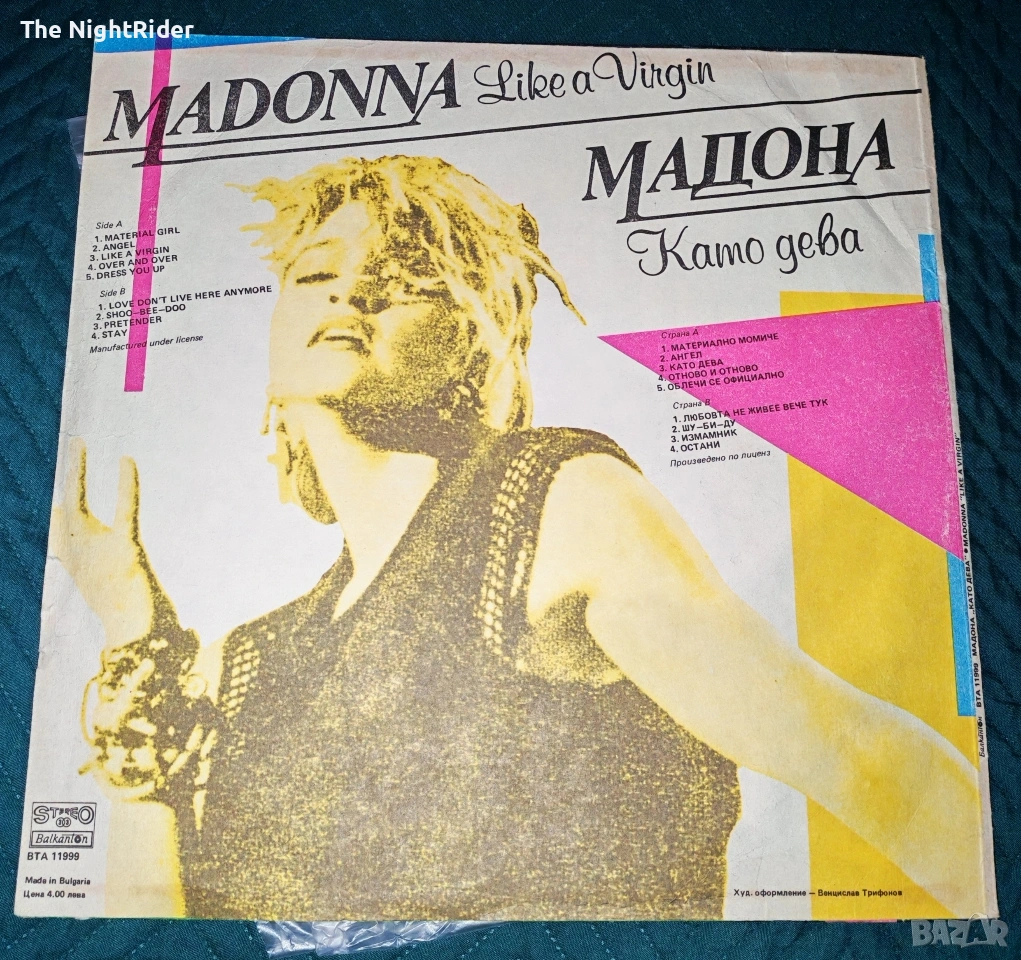 The NightRider
MADONNA Like a Virgin
МАДОНА
Като дева
Side A
1. MATERIAL GIRL
2. ANGEL
3. LIKE A VIRGIN
4. OVER AND OVER
5. DRESS YOU UP
Side B
1. LOVE DON'T LIVE HERE ANYMORE
2. SHOO-BEE-DOO
3. PRETENDER
4. STAY
Manufactured under license
Страна А
1. МАТЕРИАЛНО МОМИЧЕ
2. АНГЕЛ
3. КАТО ДЕВА
4. ОТНОВО И ОТНОВО
5. ОБЛЕЧИ СЕ ОФИЦИАЛНО
Страна В
1. ЛЮБОВТА НЕ ЖИВЕЕ ВЕЧЕ ТУК
2. ШУ-БИ-ДУ
3. ИЗМАМНИК
4. ОСТАНИ
Произведено по лиценз
Balkanton BTA 11999 МАДОНА „КАТО ДЕВА" ● MADONNA "LIKE A VIRGIN"
STEREO
303
Balkanton
BTA 11999
Made in Bulgaria
Цена 4.00 лева
Худ. оформление — Венцислав Трифонов
BAZAR